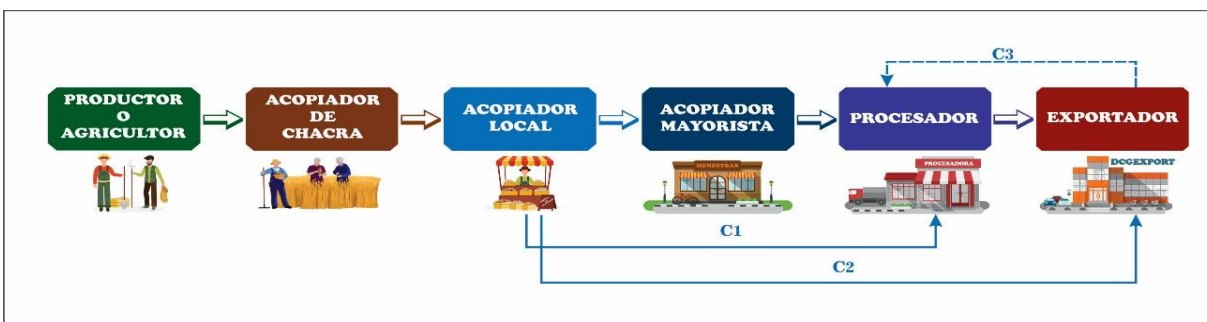 C3
PRODUCTOR
O
AGRICULTOR
ACOPIADOR
DE
CHACRA
ACOPIADOR
LOCAL
ACOPIADOR
MAYORISTA
PROCESADOR
EXPORTADOR
MENESTRAS
PROCESADORA
DCGEXPORT
C1
C2